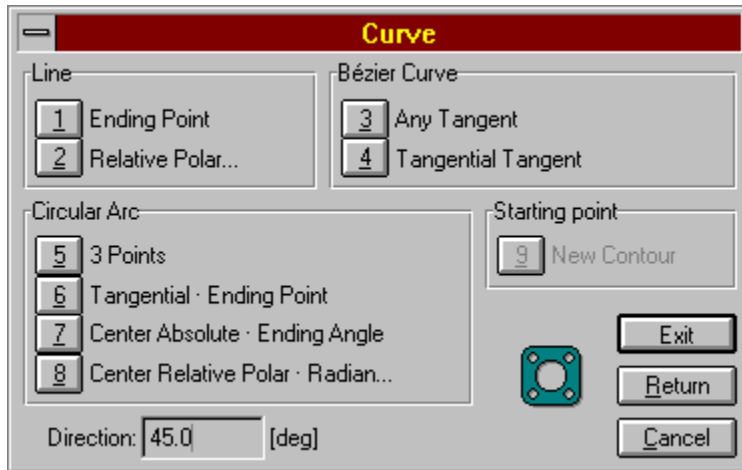 Curve
Line
1 Ending Point
2 Relative Polar...
Bézier Curve
3 Any Tangent
4 Tangential Tangent
Circular Arc
5 3 Points
6 Tangential · Ending Point
7 Center Absolute · Ending Angle
8 Center Relative Polar · Radian...
Starting point
9 New Contour
Exit
Return
Cancel
Direction: 45.0 [deg]